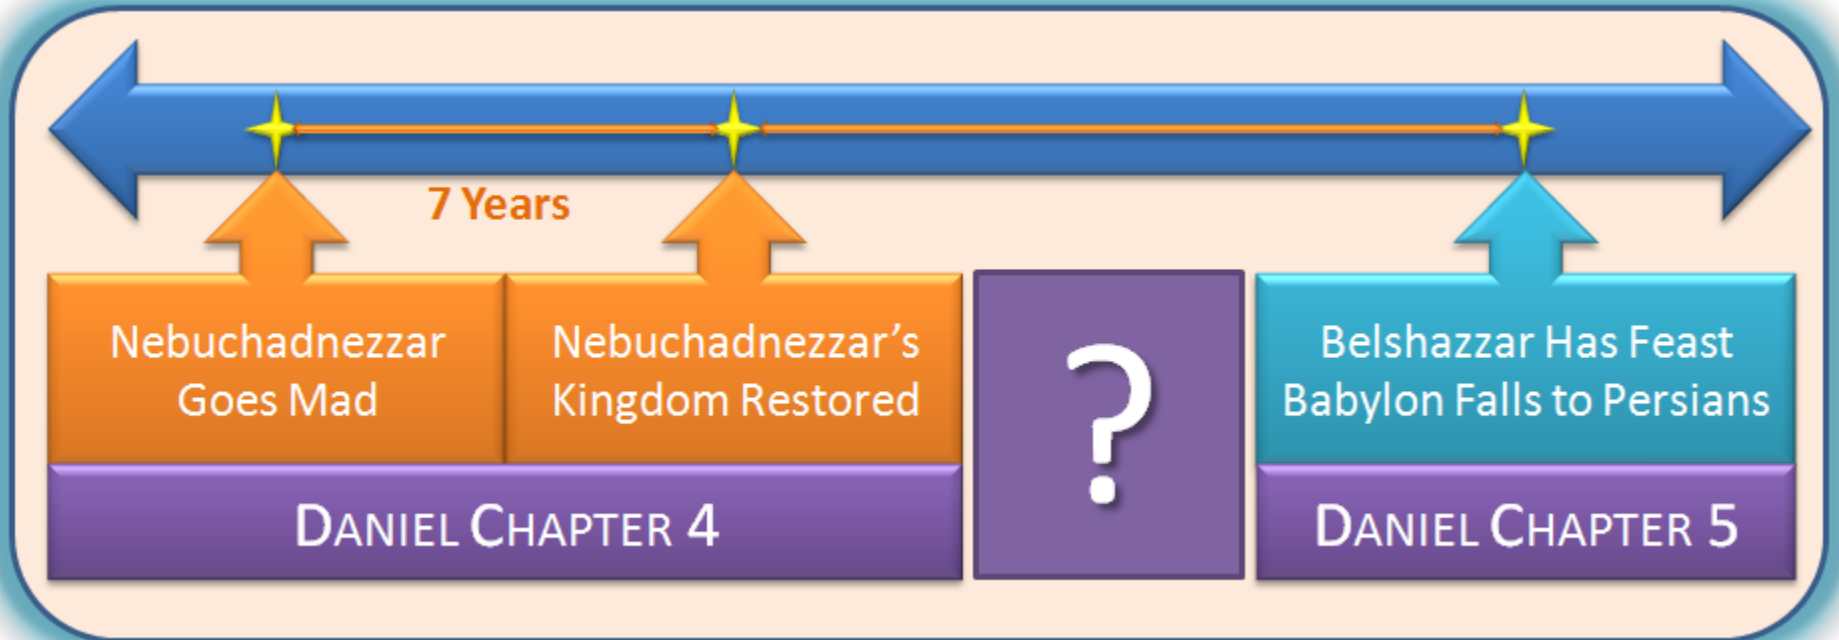 7 Years
Nebuchadnezzar
Goes Mad
Nebuchadnezzar’s
Kingdom Restored
?
Belshazzar Has Feast
Babylon Falls to Persians
DANIEL CHAPTER 4
DANIEL CHAPTER 5